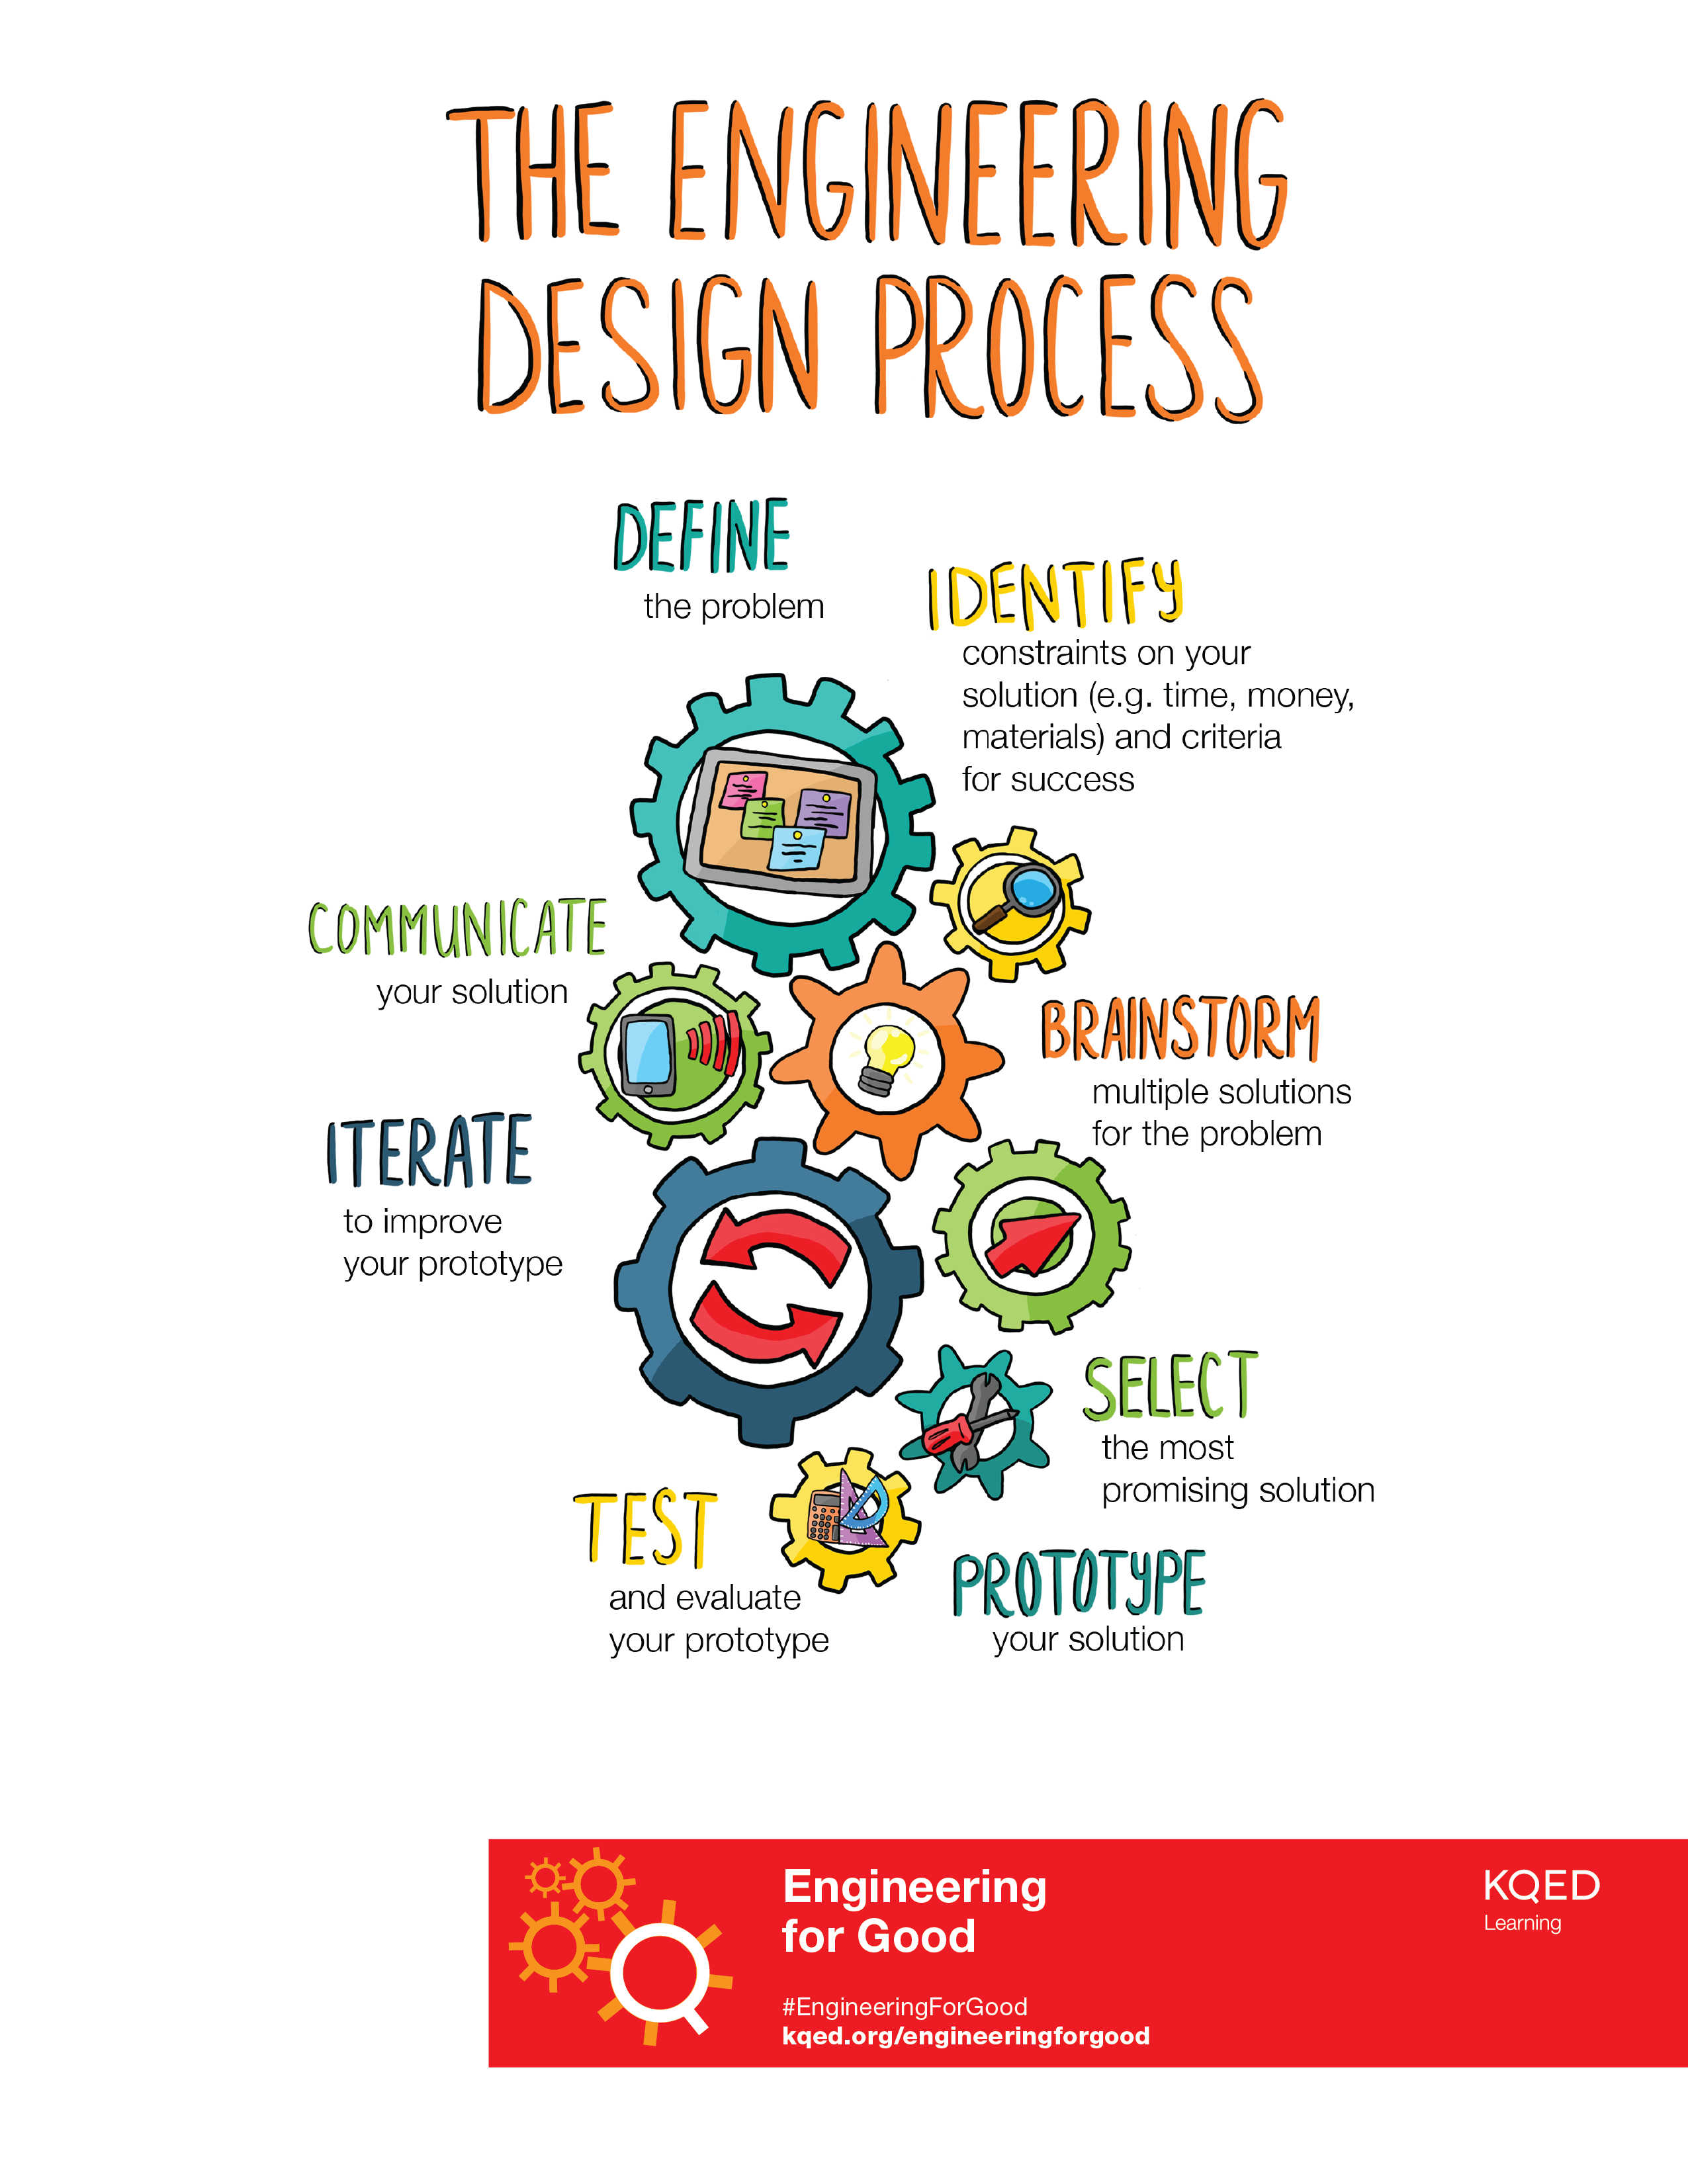 THE ENGINEERING
DESIGN PROCESS
DEFINE
the problem
IDENTIFY
constraints on your
solution (e.g. time, money,
materials) and criteria
for success
BRAINSTORM
multiple solutions
for the problem
SELECT
the most
promising solution
PROTOTYPE
your solution
TEST
and evaluate
your prototype
ITERATE
to improve
your prototype
COMMUNICATE
your solution
Engineering
for Good
#EngineeringForGood
kqed.org/engineeringforgood
KQED
Learning